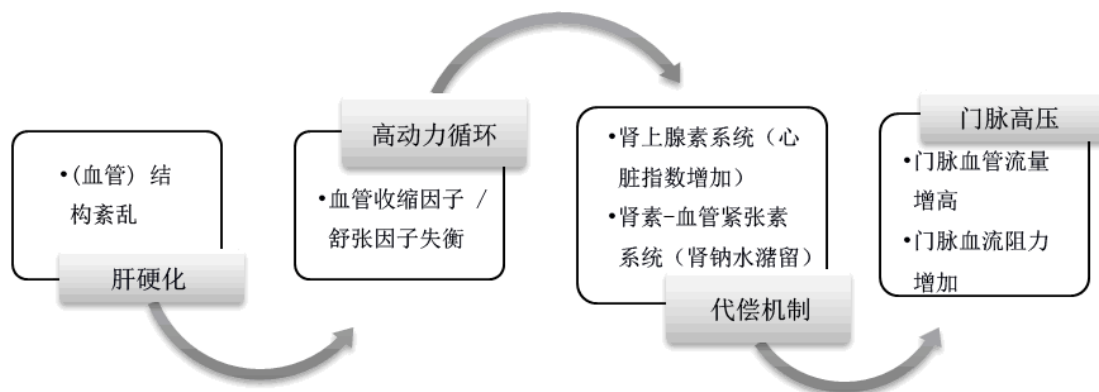 •(血管) 结
构紊乱
肝硬化
高动力循环
•血管收缩因子 /
舒张因子失衡
•肾上腺素系统（心
脏指数增加）
•肾素-血管紧张素
系统（肾钠水潴留）
代偿机制
门脉高压
•门脉血管流量
增高
•门脉血流阻力
增加